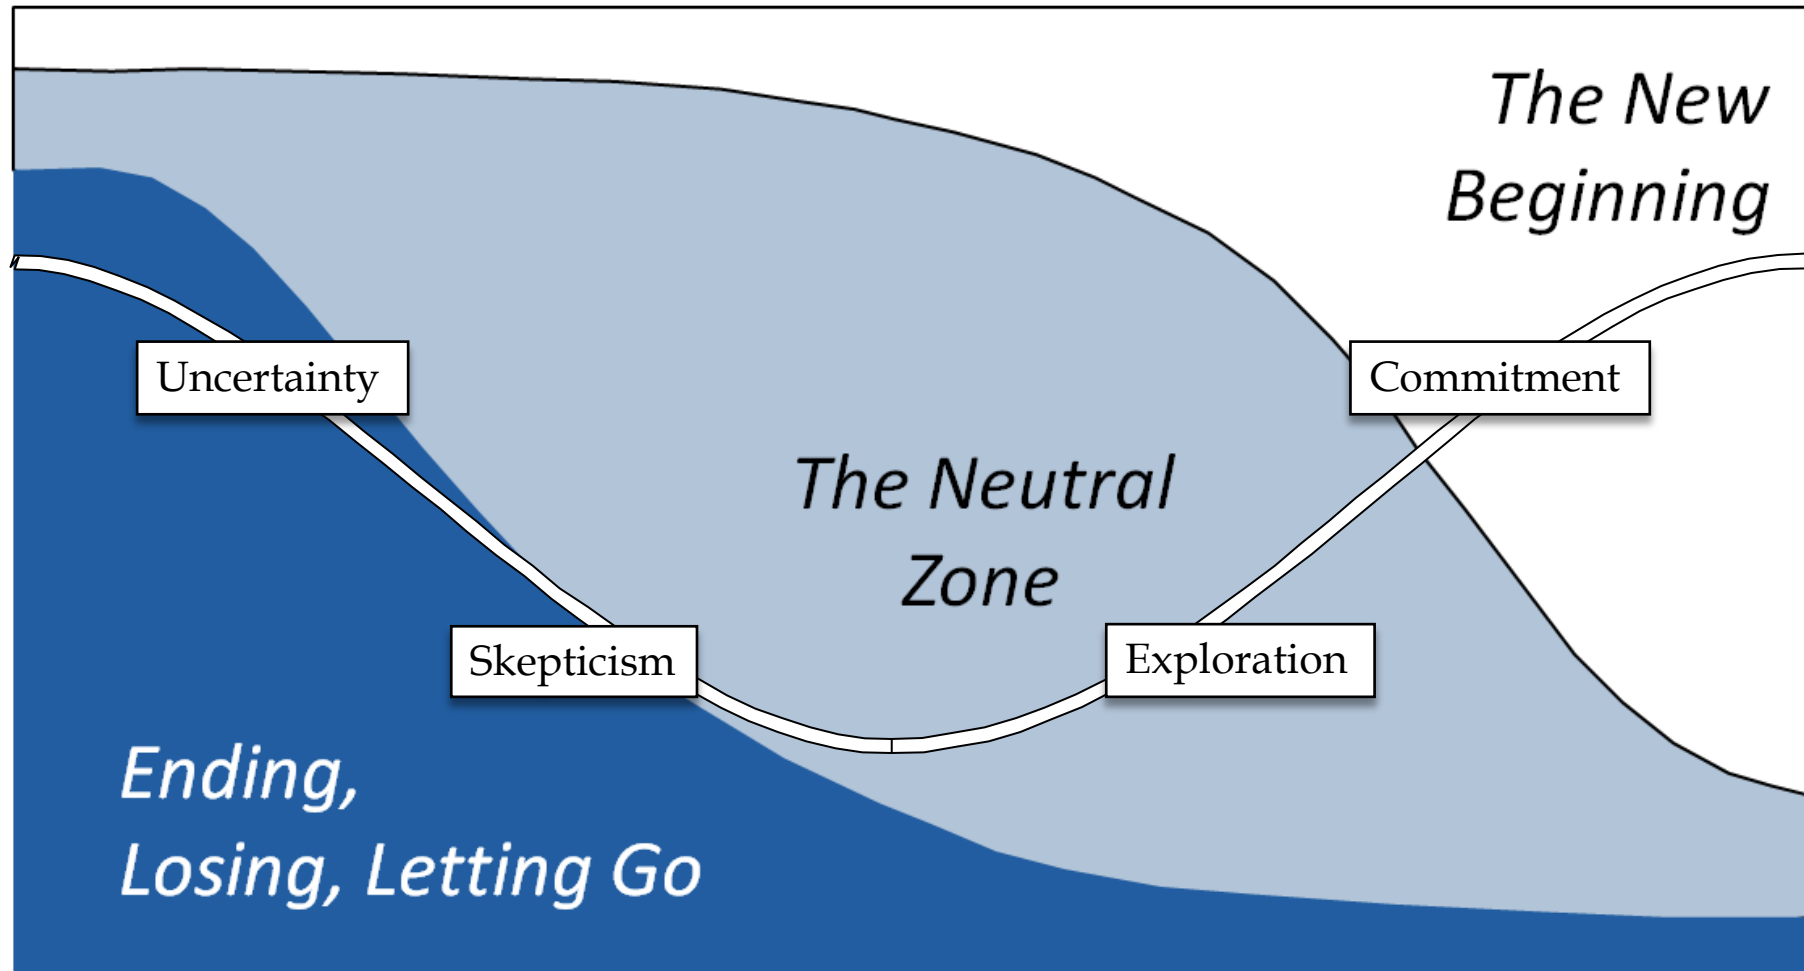 The New
Beginning
Uncertainty
Commitment
The Neutral
Zone
Skepticism
Exploration
Ending,
Losing, Letting Go